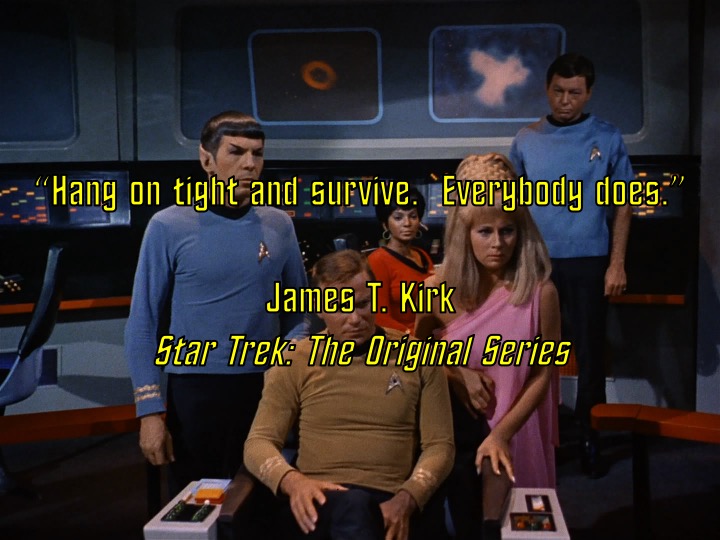 “Hang on tight and survive. Everybody does.”
James T. Kirk
Star Trek: The Original Series